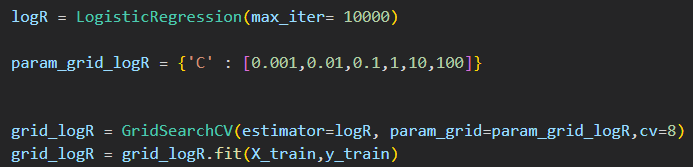 logR = LogisticRegression(max_iter= 10000)
param_grid_logR = {'C' : [0.001,0.01,0.1,1,10,100]}
grid_logR = GridSearchCV(estimator=logR, param_grid=param_grid_logR,cv=8)
grid_logR = grid_logR.fit(X_train,y_train)